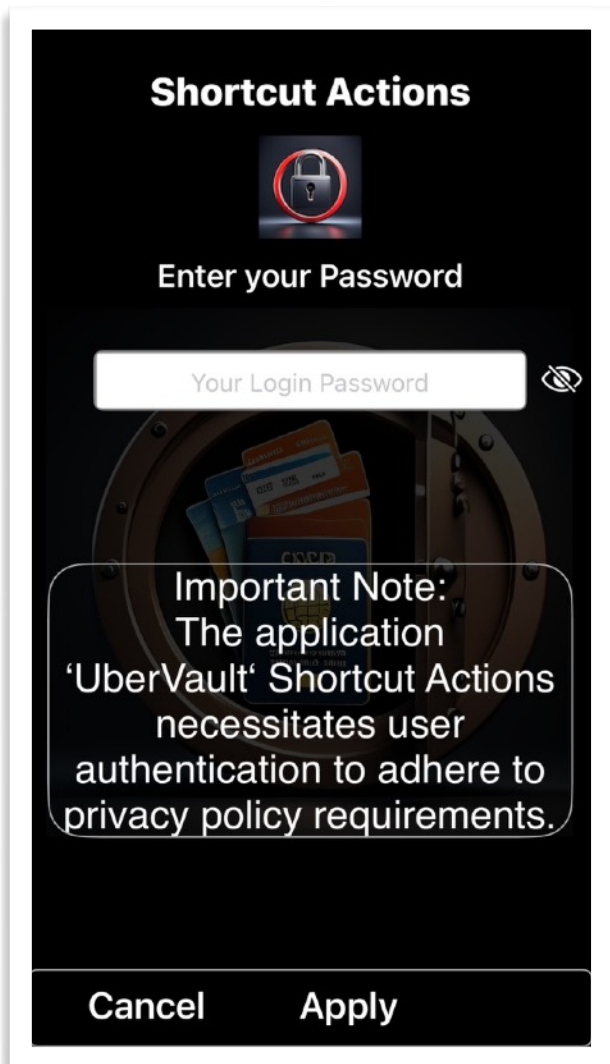 Shortcut Actions
Enter your Password
Your Login Password
Important Note:
The application
‘UberVault‘ Shortcut Actions
necessitates user
authentication to adhere to
privacy policy requirements.
Cancel Apply